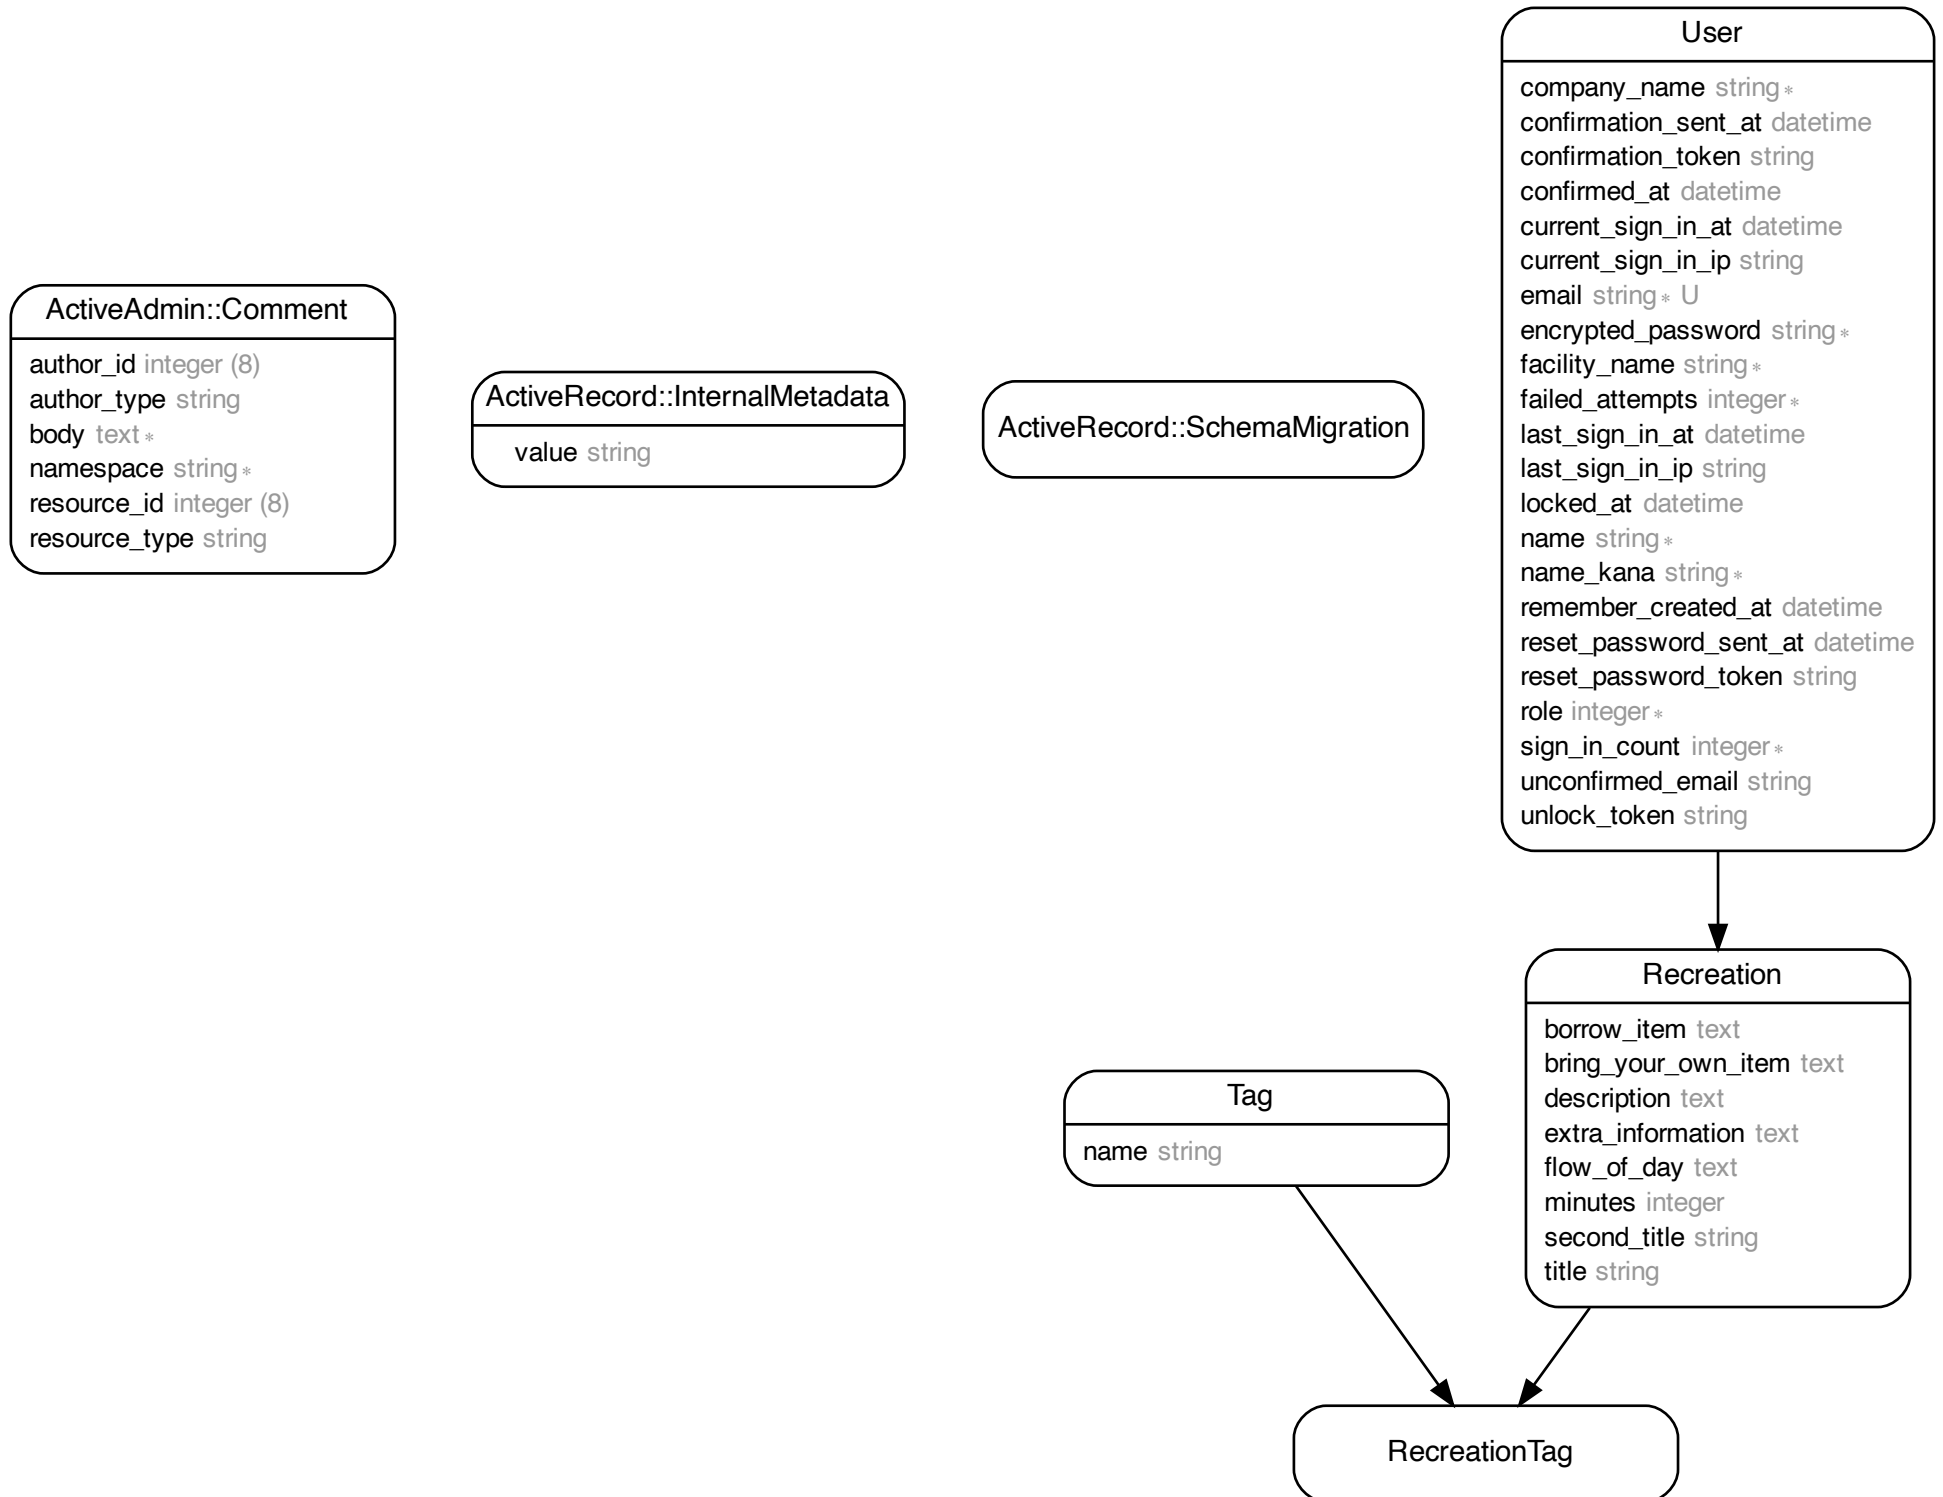 User
company_name string*
confirmation_sent_at datetime
confirmation_token string
confirmed_at datetime
current_sign_in_at datetime
current_sign_in_ip string
email string* U
encrypted_password string*
facility_name string*
failed_attempts integer*
last_sign_in_at datetime
last_sign_in_ip string
locked_at datetime
name string*
name_kana string*
remember_created_at datetime
reset_password_sent_at datetime
reset_password_token string
role integer*
sign_in_count integer*
unconfirmed_email string
unlock_token string
ActiveAdmin::Comment
author_id integer (8)
author_type string
body text*
namespace string*
resource_id integer (8)
resource_type string
ActiveRecord::InternalMetadata
value string
ActiveRecord::SchemaMigration
Recreation
borrow_item text
bring_your_own_item text
description text
extra_information text
flow_of_day text
minutes integer
second_title string
title string
Tag
name string
RecreationTag